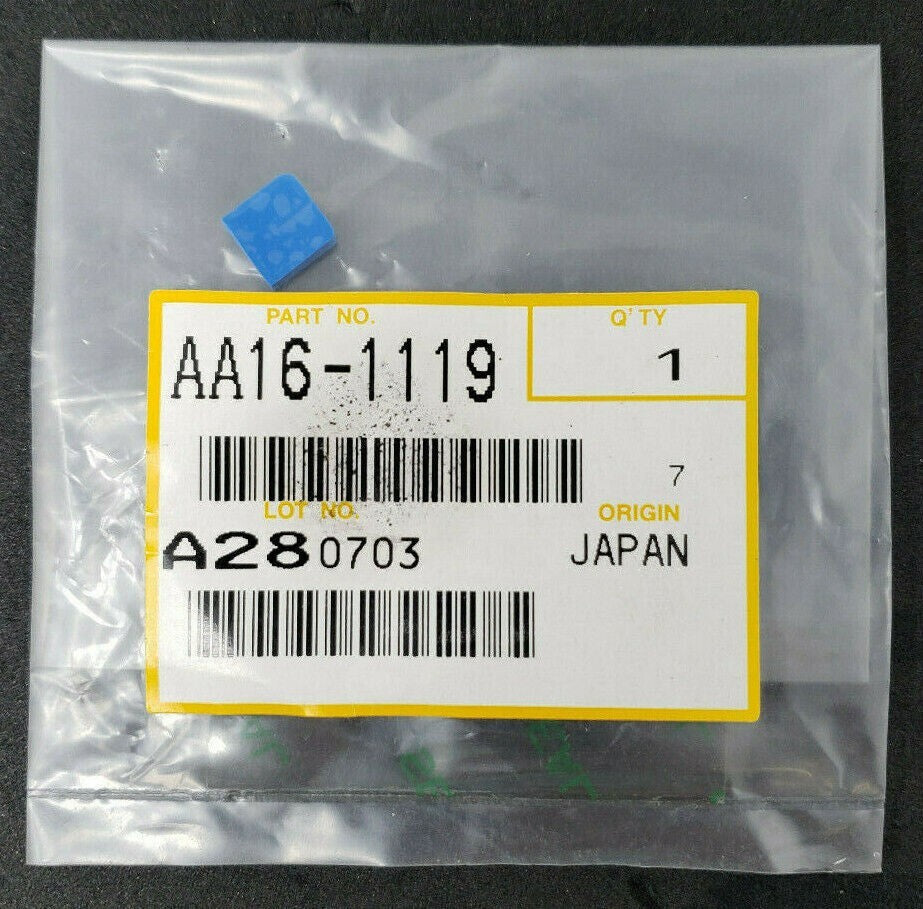 PART NO.
Q'TY
AA16-1119
1
7
LOT NO.
ORIGIN
A28 0703
JAPAN